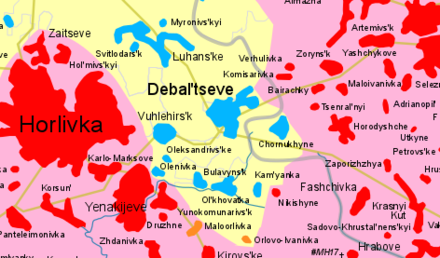 Almazna
Myronivs'kyi
Artemivs'k
Zaitseve
Svitlodars'k
Luhans'ke
Zoryns'k
Yashchykove
Verhulivka
Hol'mivs'kyi
Komisarivka
Debal'tseve
Bairachky
Maloivanivka
Selez
Adrianopil'
Tsenral'nyi
Vuhlehirs'k
Horlivka
Horodyshche
Utkyne
Chornukhyne
Oleksandrivs'ke
Petrovs'ke
Karlo-Marksove
Olenivka
Zaporizhzhya
Bulavyns'k
Kam'yanka
Korsun'
Fashchivka
Ol'khovatka
Nikishyne
Yenakijeve
Yunokomunarivs'k
Krasnyi
Kut
Druzhne
Maloorlivka
Sadovo-Khrustal'nens'kyi
Panteleimonivka
Zhdanivka
Orlovo-Ivanivka
#MH17
Hrabove
Kirovs'ke